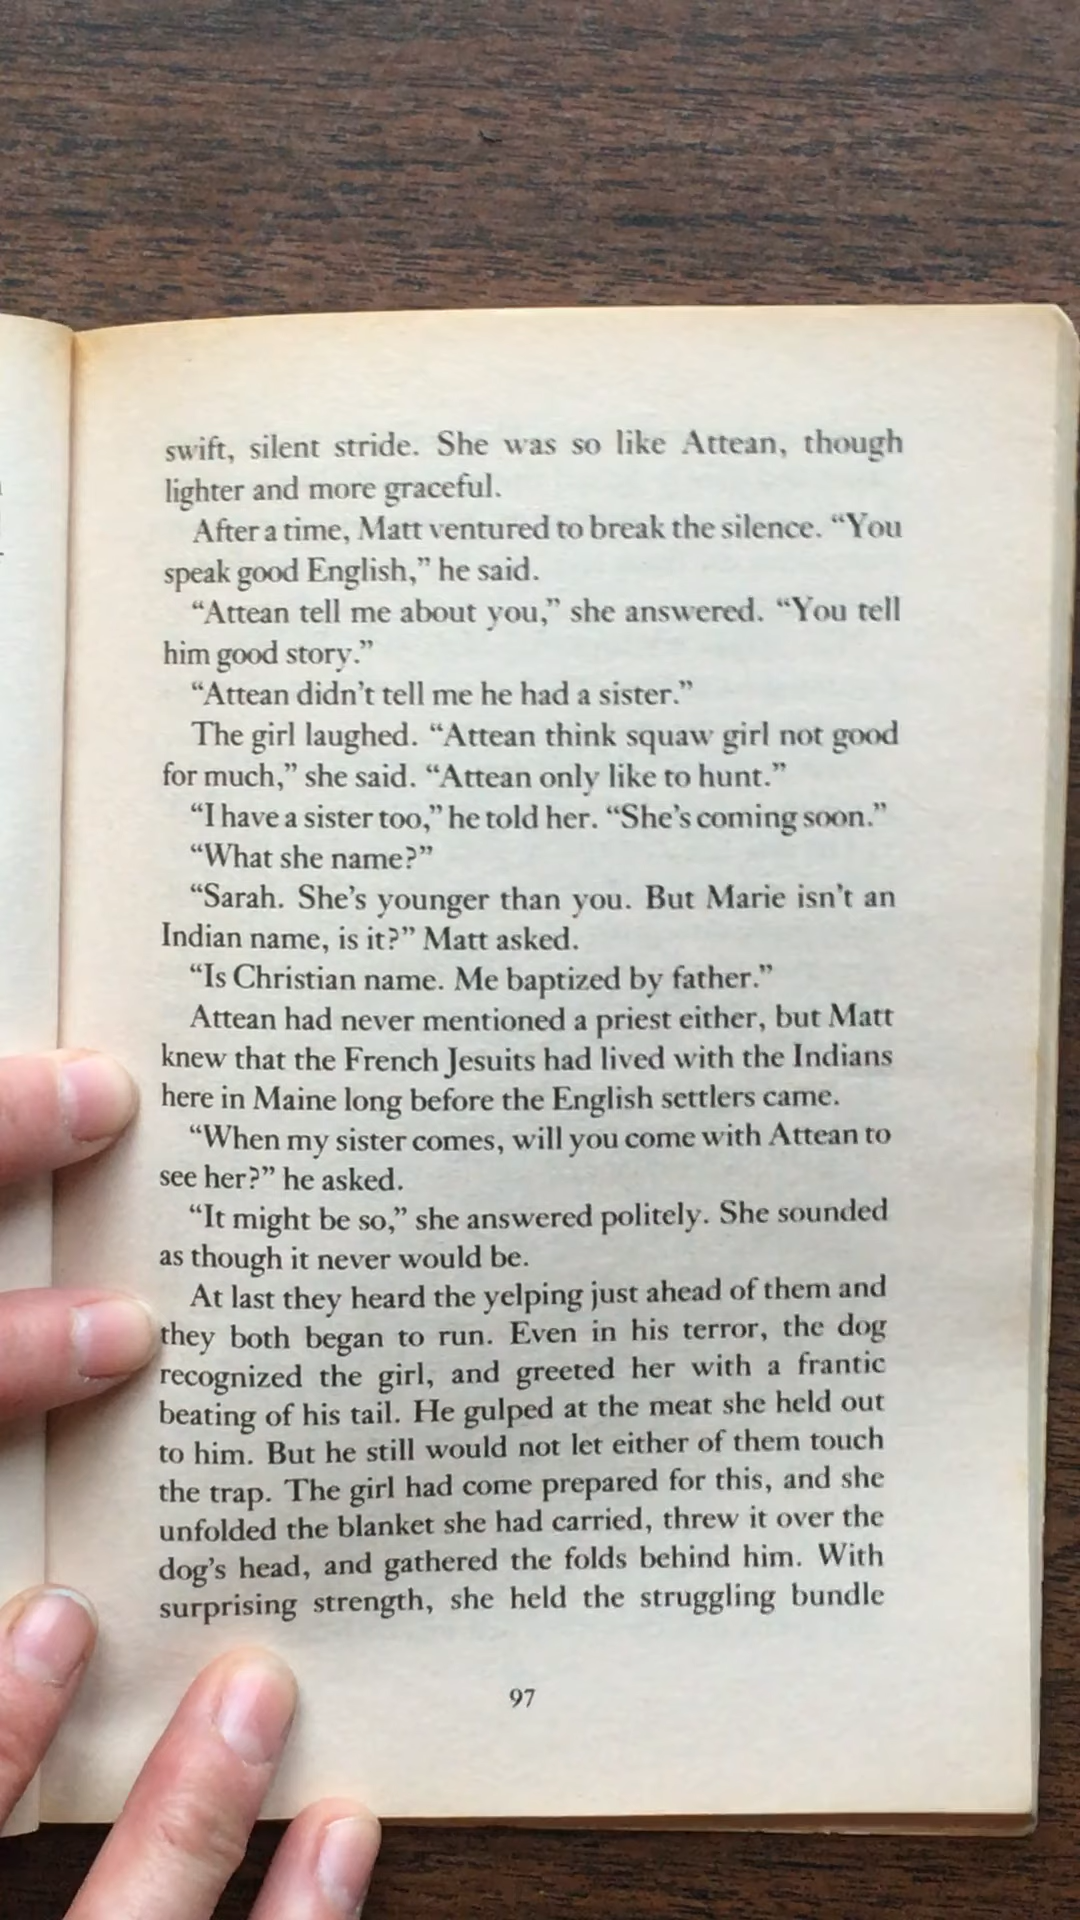 swift, silent stride. She was so like Attean, though
lighter and more graceful.
After a time, Matt ventured to break the silence. “You
speak good English,” he said.
“Attean tell me about you,” she answered. “You tell
him good story.”
“Attean didn't tell me he had a sister.”
The girl laughed. “Attean think squaw girl not good
for much,” she said. “Attean only like to hunt.”
“I have a sister too,” he told her. “She's coming soon.”
“What she name?”
“Sarah. She's younger than you. But Marie isn't an
Indian name, is it?” Matt asked.
“Is Christian name. Me baptized by father.”
Attean had never mentioned a priest either, but Matt
knew that the French Jesuits had lived with the Indians
here in Maine long before the English settlers came.
“When my sister comes, will you come with Attean to
see her?” he asked.
“It might be so,” she answered politely. She sounded
as though it never would be.
At last they heard the yelping just ahead of them and
they both began to run. Even in his terror, the dog
recognized the girl, and greeted her with a frantic
beating of his tail. He gulped at the meat she held out
to him. But he still would not let either of them touch
the trap. The girl had come prepared for this, and she
unfolded the blanket she had carried, threw it over the
dog's head, and gathered the folds behind him. With
surprising strength, she held the struggling bundle
97